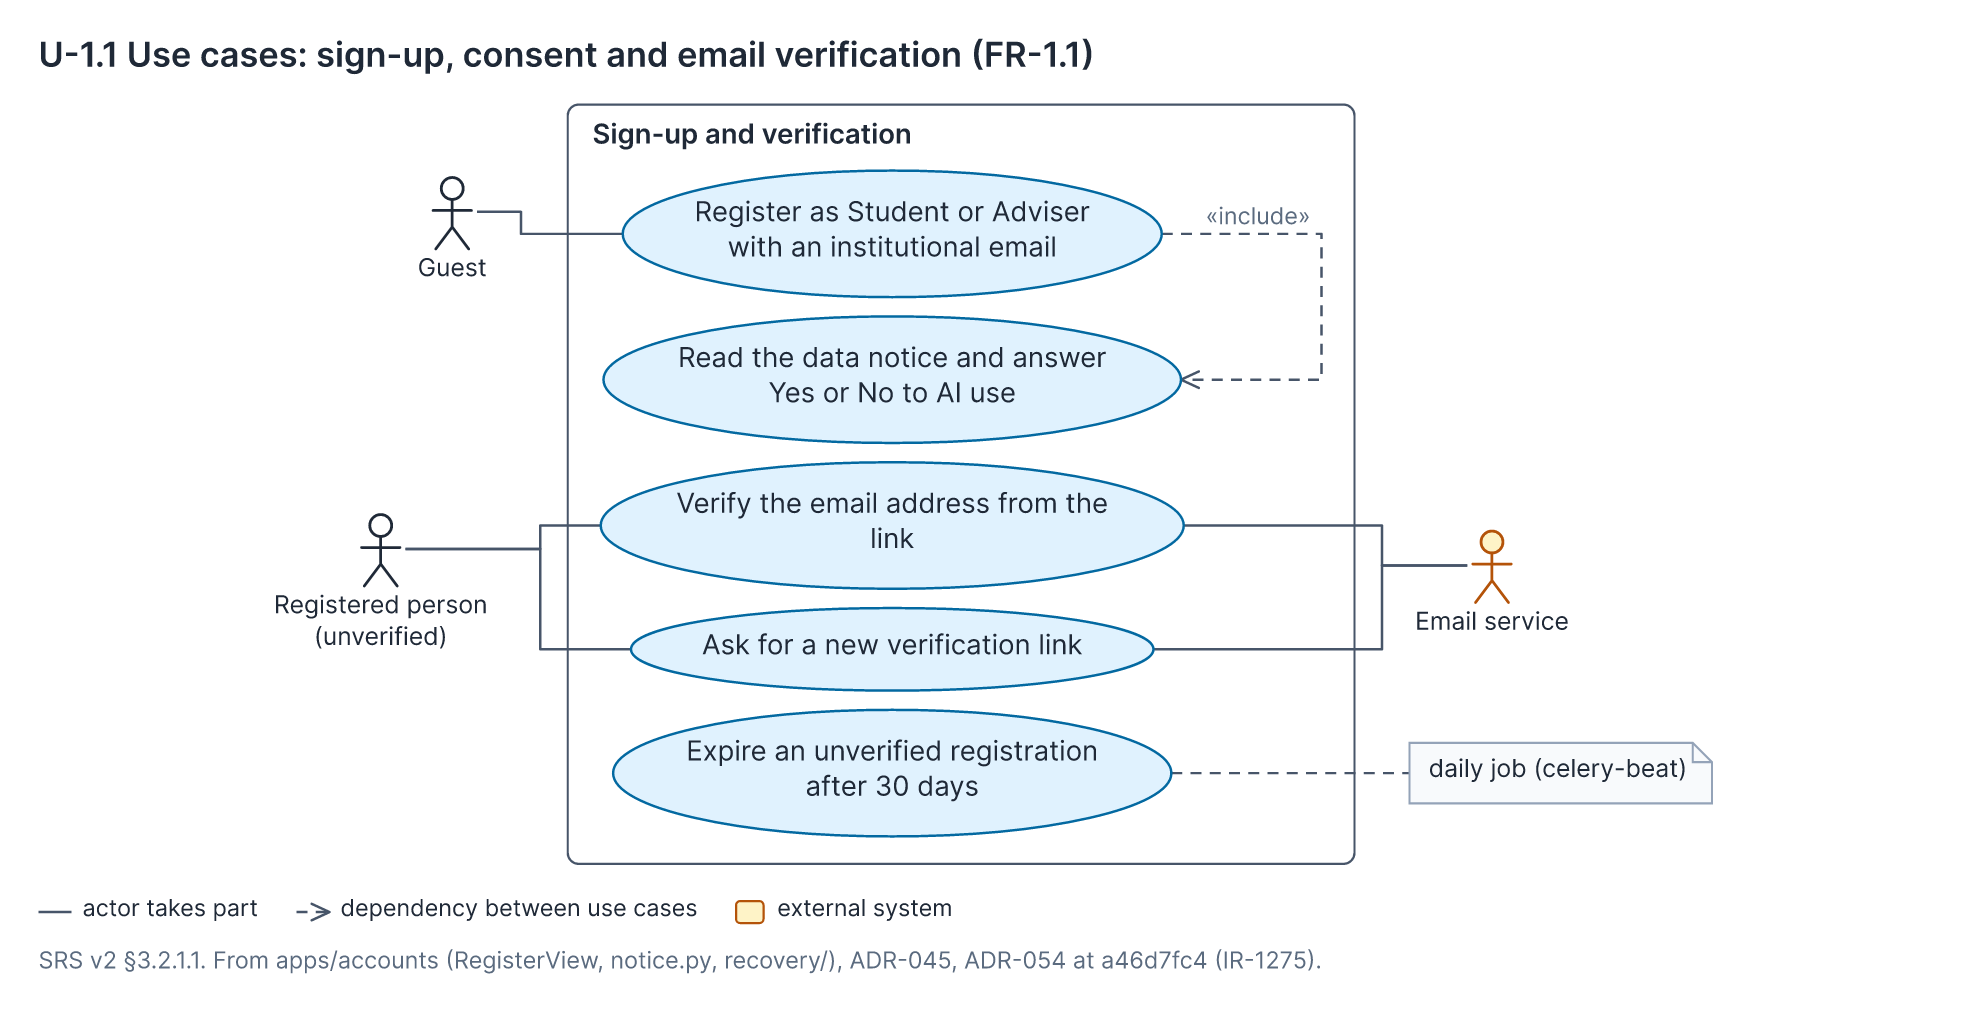 U-1.1 Use cases: sign-up, consent and email verification (FR-1.1)
Sign-up and verification
Guest
Register as Student or Adviser
with an institutional email
«include»
Read the data notice and answer
Yes or No to AI use
Registered person
(unverified)
Verify the email address from the
link
Ask for a new verification link
Email service
Expire an unverified registration
after 30 days
daily job (celery-beat)
actor takes part
dependency between use cases
external system
SRS v2 §3.2.1.1. From apps/accounts (RegisterView, notice.py, recovery/), ADR-045, ADR-054 at a46d7fc4 (IR-1275).